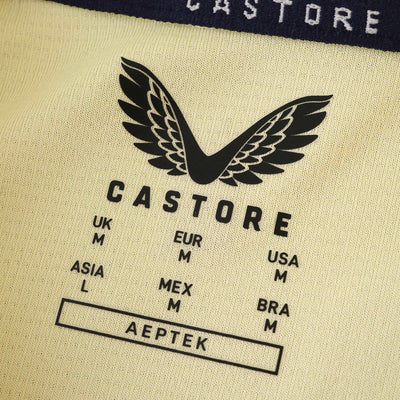 CASTORE
CASTORE
UK EUR USA
M M M
ASIA MEX BRA
L M M
AEPTEK